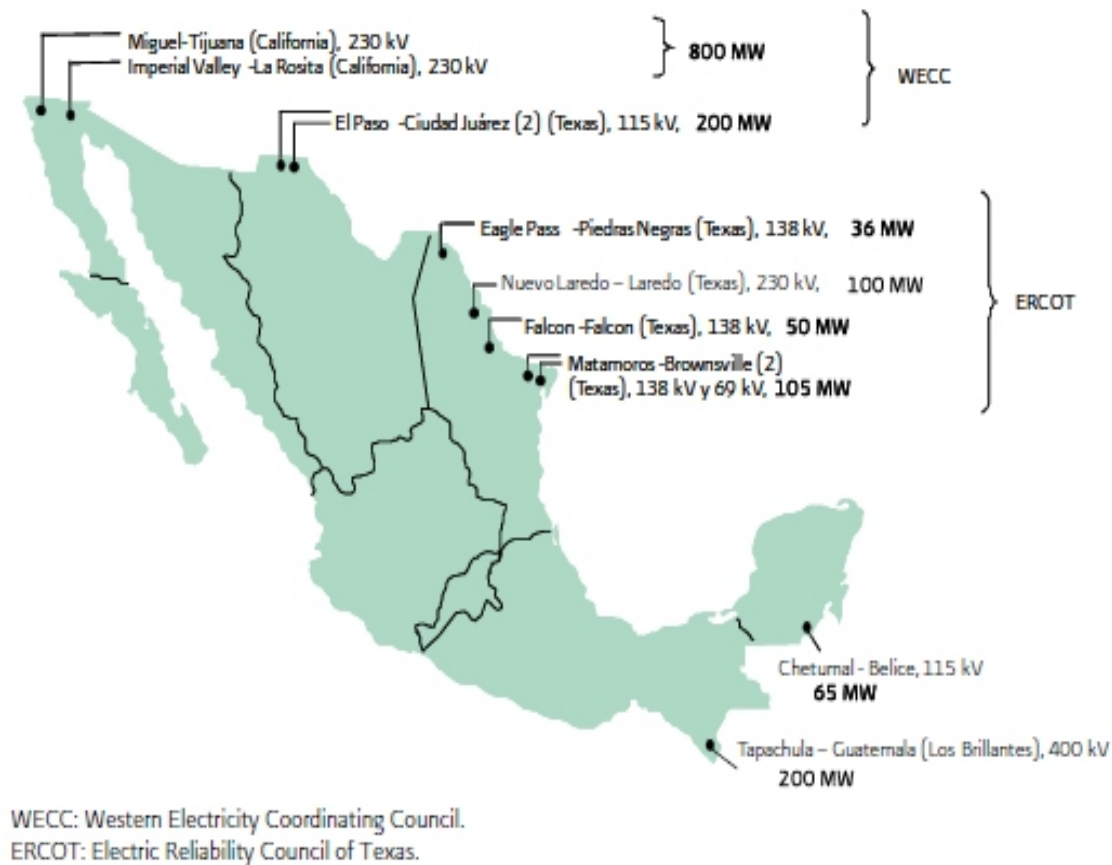 Miguel-Tijuana (California), 230 kV
Imperial Valley -La Rosita (California), 230 kV
800 MW
WECC
El Paso -Ciudad Juárez (2) (Texas), 115 kV, 200 MW
Eagle Pass -Piedras Negras (Texas), 138 kV, 36 MW
Nuevo Laredo – Laredo (Texas), 230 kV, 100 MW
ERCOT
Falcon -Falcon (Texas), 138 kV, 50 MW
Matamoros -Brownsville (2)
(Texas), 138 kV y 69 kV, 105 MW
Chetumal - Belice, 115 kV
65 MW
Tapachula – Guatemala (Los Brillantes), 400 kV
200 MW
WECC: Western Electricity Coordinating Council.
ERCOT: Electric Reliability Council of Texas.